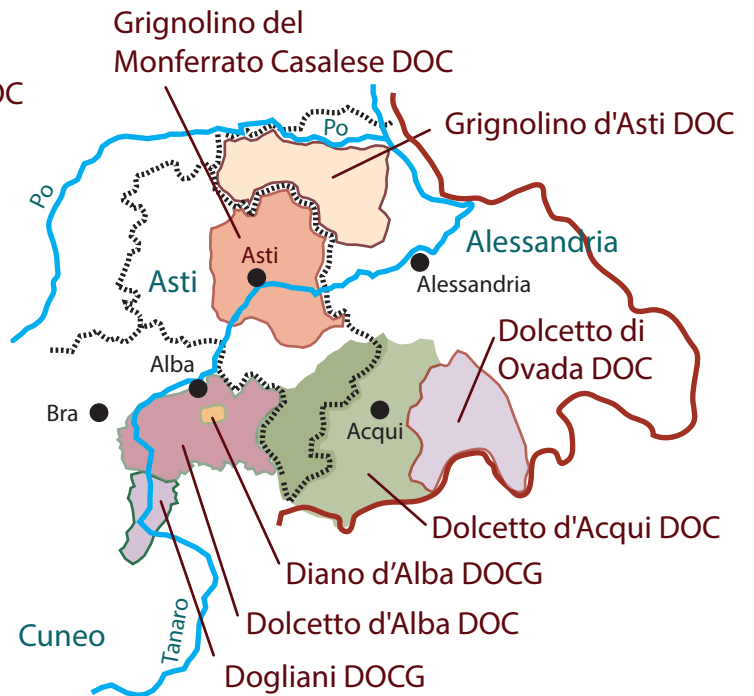 Grignolino del
Monferrato Casalese DOC
OC
Po
Grignolino d'Asti DOC
Po
Asti
Asti
Alessandria
Alessandria
Dolcetto di
Ovada DOC
Alba
Bra
Acqui
Dolcetto d'Acqui DOC
Diano d’Alba DOCG
Dolcetto d'Alba DOC
Cuneo
Tanaro
Dogliani DOCG